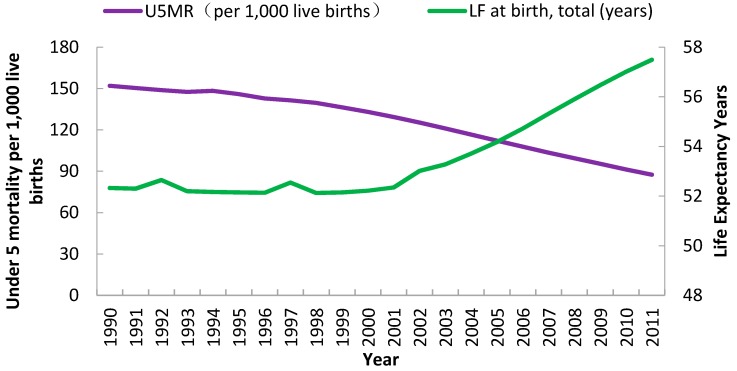 U5MR（per 1,000 live births） LF at birth, total (years)
Under 5 mortality per 1,000 live
births
180
150
120
90
60
30
0
58
56
54
52
50
48
Life Expectancy Years
1990 1991 1992 1993 1994 1995 1996 1997 1998 1999 2000 2001 2002 2003 2004 2005 2006 2007 2008 2009 2010 2011
Year